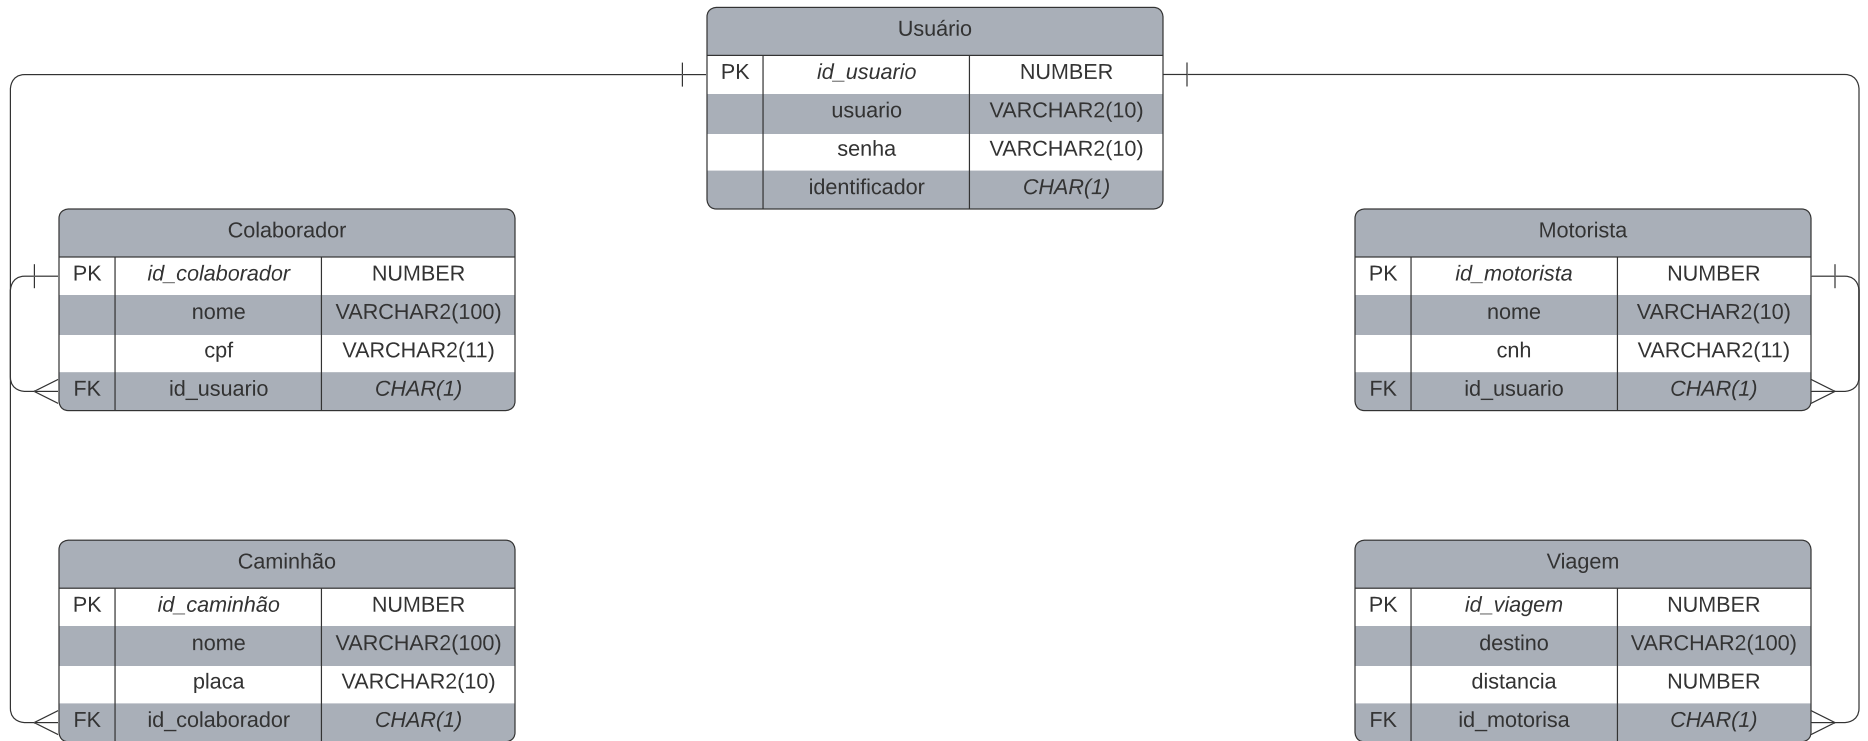 Usuário
PK id_usuario NUMBER
usuario VARCHAR2(10)
senha VARCHAR2(10)
identificador CHAR(1)
Colaborador
PK id_colaborador NUMBER
nome VARCHAR2(100)
cpf VARCHAR2(11)
FK id_usuario CHAR(1)
Motorista
PK id_motorista NUMBER
nome VARCHAR2(10)
cnh VARCHAR2(11)
FK id_usuario CHAR(1)
Caminhão
PK id_caminhão NUMBER
nome VARCHAR2(100)
placa VARCHAR2(10)
FK id_colaborador CHAR(1)
Viagem
PK id_viagem NUMBER
destino VARCHAR2(100)
distancia NUMBER
FK id_motorisa CHAR(1)